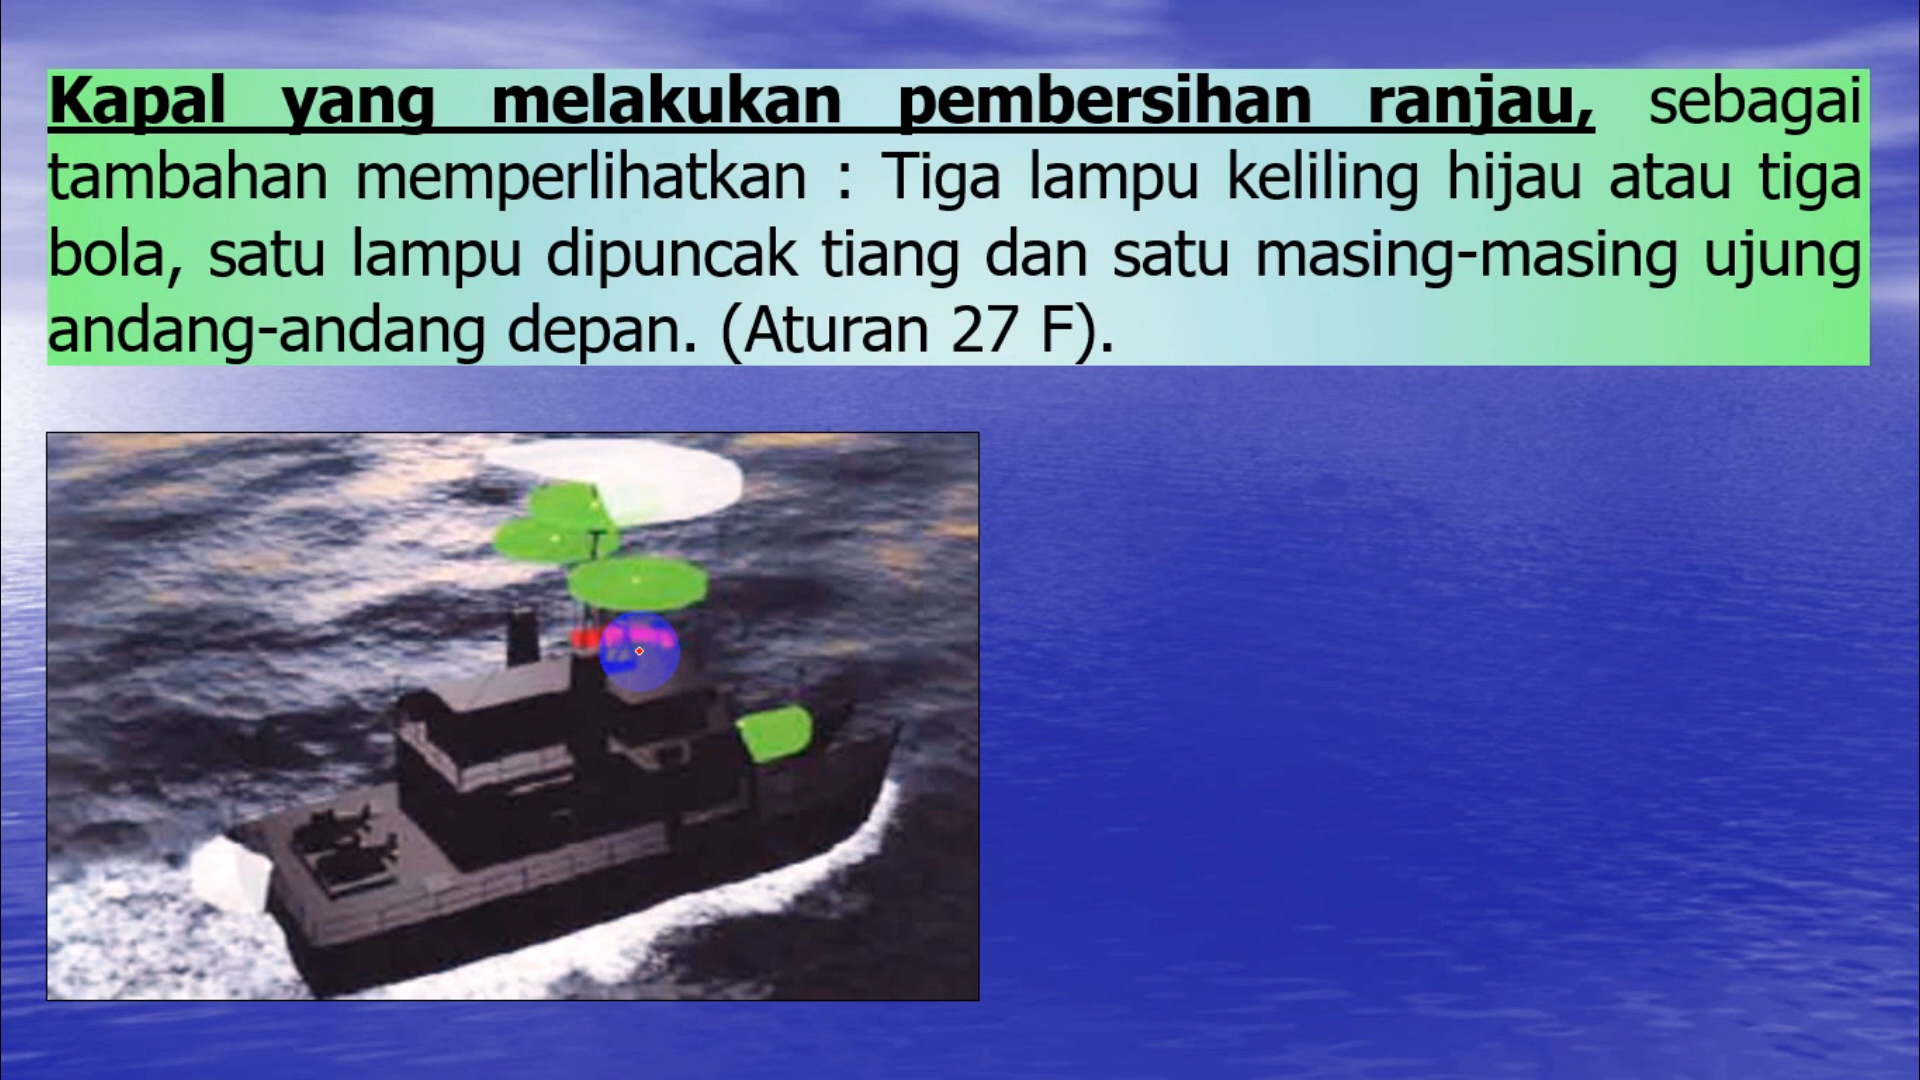 Kapal yang melakukan pembersihan ranjau, sebagai
tambahan memperlihatkan : Tiga lampu keliling hijau atau tiga
bola, satu lampu dipuncak tiang dan satu masing-masing ujung
andang-andang depan. (Aturan 27 F).